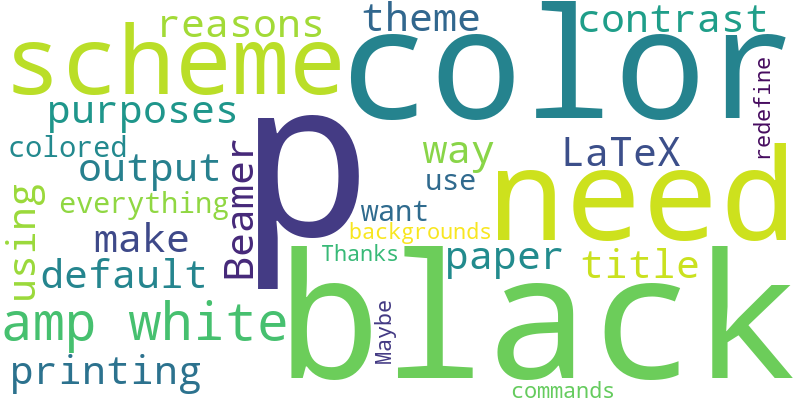 reasons
theme
contrast
scheme
color
purposes
redefine
colored
output
p
way
LaTeX
Beamer
use
need
everything
want
using
make
backgrounds
Thanks
paper
title
default
black
amp white
Maybe
printing
commands